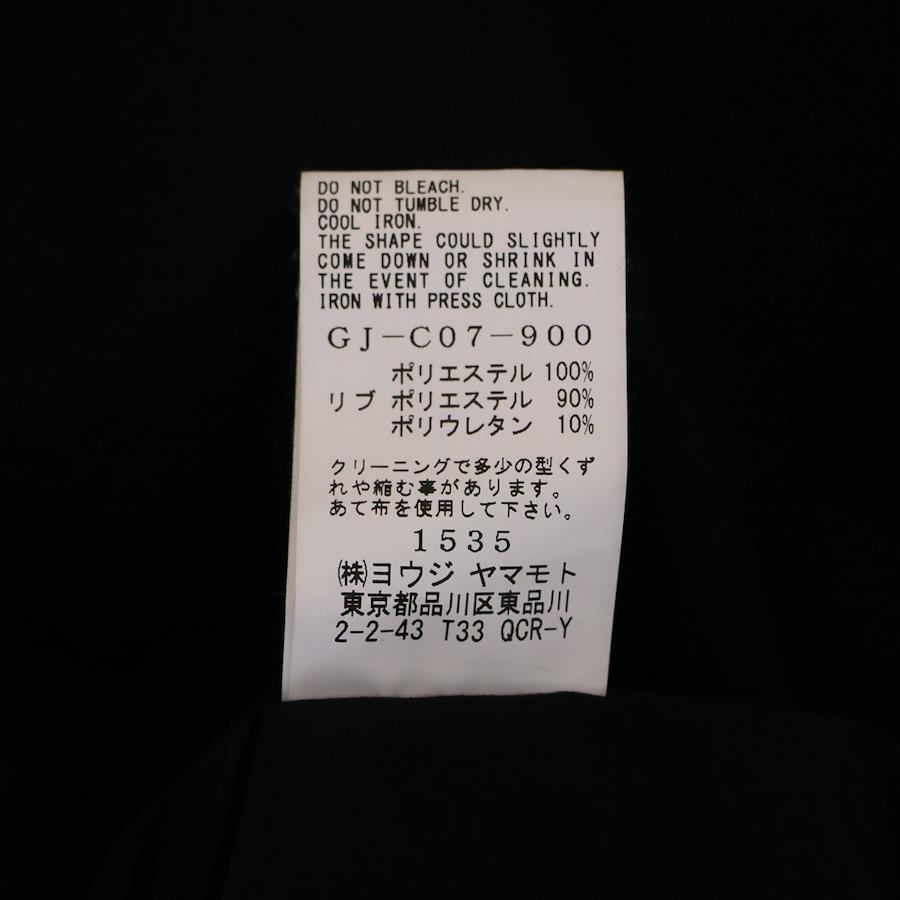 DO NOT BLEACH.
DO NOT TUMBLE DRY.
COOL IRON.
THE SHAPE COULD SLIGHTLY
COME DOWN OR SHRINK IN
THE EVENT OF CLEANING.
IRON WITH PRESS CLOTH.
GJ-C07-900
ポリエステル 100%
リブ ポリエステル 90%
ポリウレタン 10%
クリーニングで多少の型くず
れや縮む事があります。
あて布を使用して下さい。
1535
㈱ヨウジ ヤマモト
東京都品川区東品川
2-2-43 T33 QCR-Y